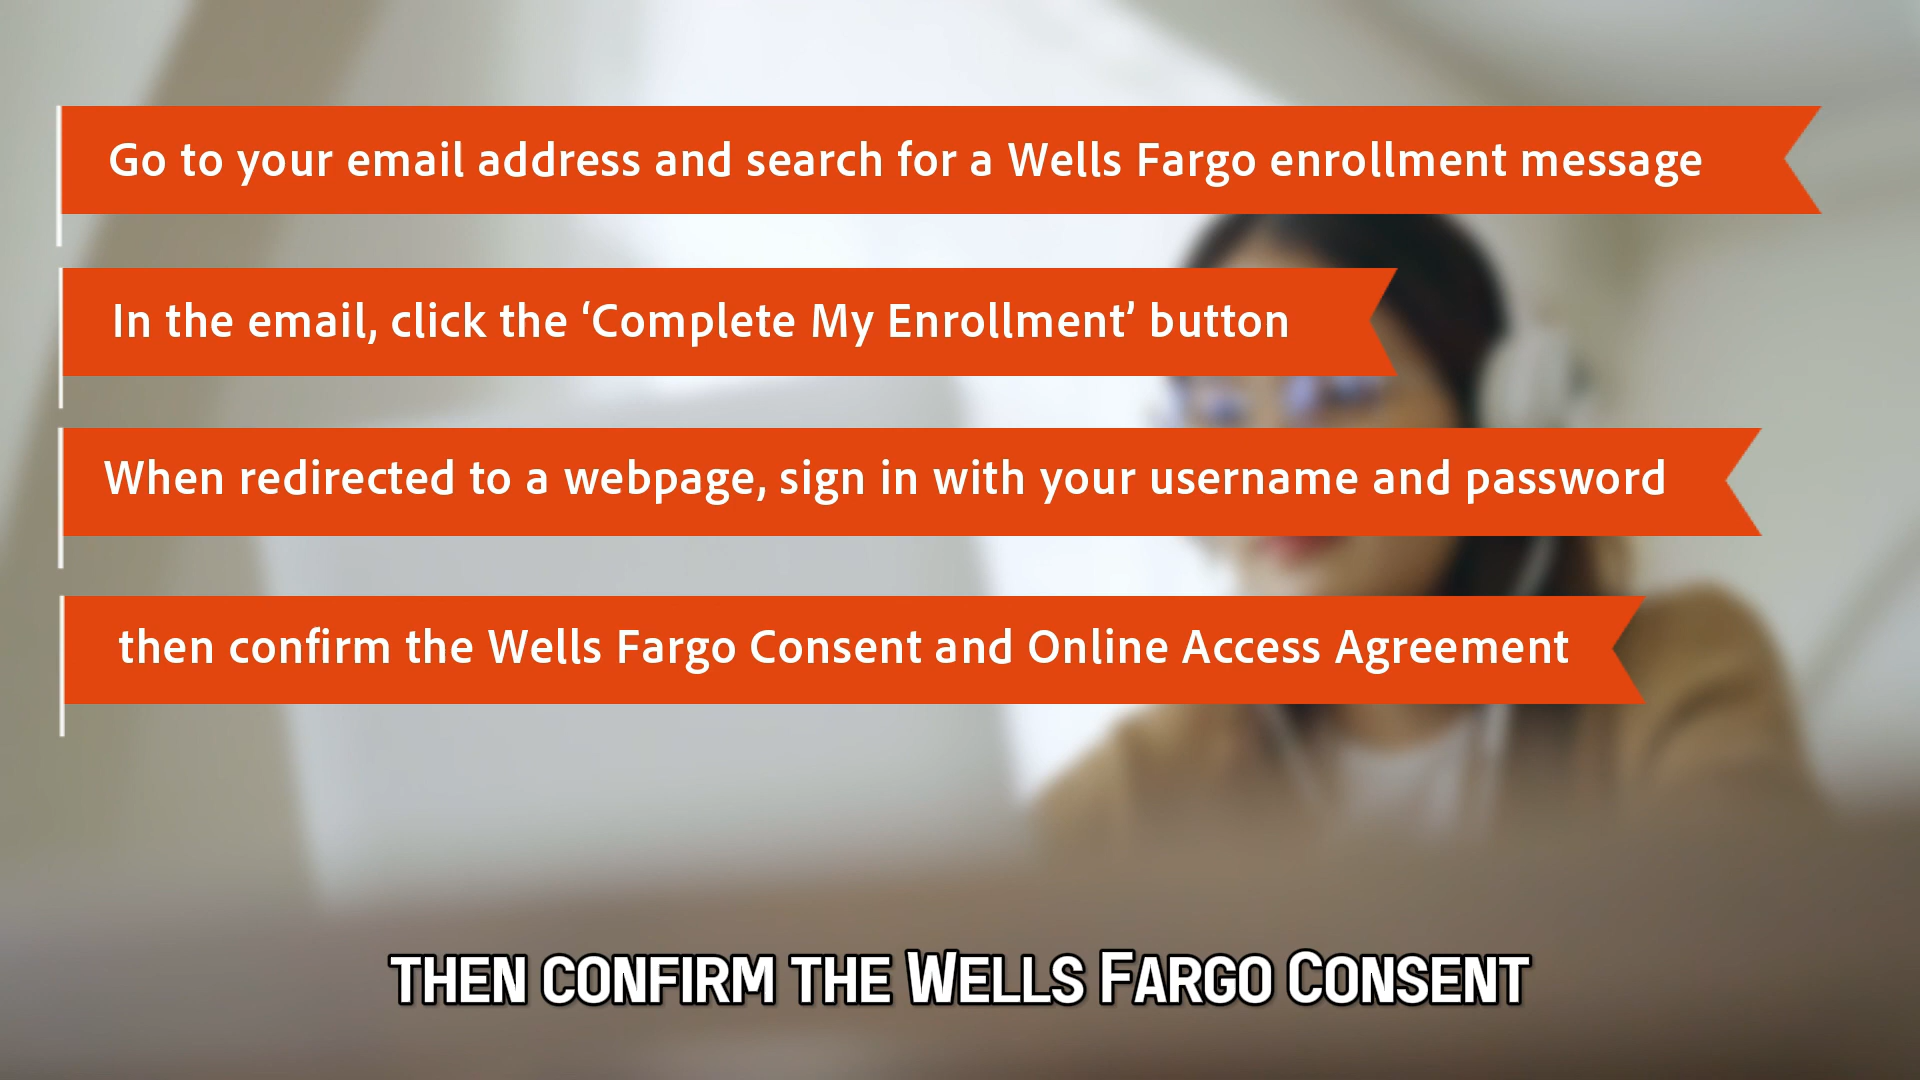 Go to your email address and search for a Wells Fargo enrollment message
In the email, click the ‘Complete My Enrollment’ button
When redirected to a webpage, sign in with your username and password
then confirm the Wells Fargo Consent and Online Access Agreement
THEN CONFIRM THE WELLS FARGO CONSENT